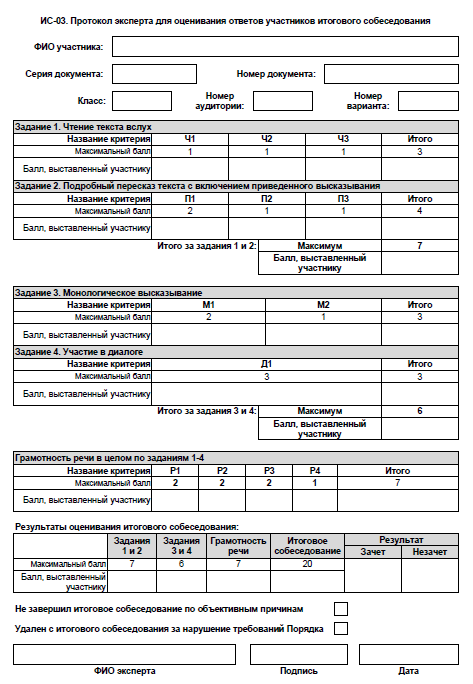 ИС-03. Протокол эксперта для оценивания ответов участников итогового собеседования
ФИО участника:
Серия документа: Номер документа:
Класс: Номер аудитории: Номер варианта:
Задание 1. Чтение текста вслух
Название критерия Ч1 Ч2 Ч3 Итого
Максимальный балл 1 1 1 3
Балл, выставленный участнику
Задание 2. Подробный пересказ текста с включением приведенного высказывания
Название критерия П1 П2 П3 Итого
Максимальный балл 2 1 1 4
Балл, выставленный участнику
Итого за задания 1 и 2: Максимум 7
Балл, выставленный
участнику
Задание 3. Монологическое высказывание
Название критерия М1 М2 Итого
Максимальный балл 2 1 3
Балл, выставленный участнику
Задание 4. Участие в диалоге
Название критерия Д1 Итого
Максимальный балл 3 3
Балл, выставленный участнику
Итого за задания 3 и 4: Максимум 6
Балл, выставленный
участнику
Грамотность речи в целом по заданиям 1-4
Название критерия Р1 Р2 Р3 Р4 Итого
Максимальный балл 2 2 2 1 7
Балл, выставленный участнику
Результаты оценивания итогового собеседования:
Задания 1 и 2 Задания 3 и 4 Грамотность речи Итоговое собеседование Результат
Зачет Незачет
Максимальный балл 7 6 7 20
Балл, выставленный
участнику
Не завершил итоговое собеседование по объективным причинам
Удален с итогового собеседования за нарушение требований Порядка
ФИО эксперта Подпись Дата